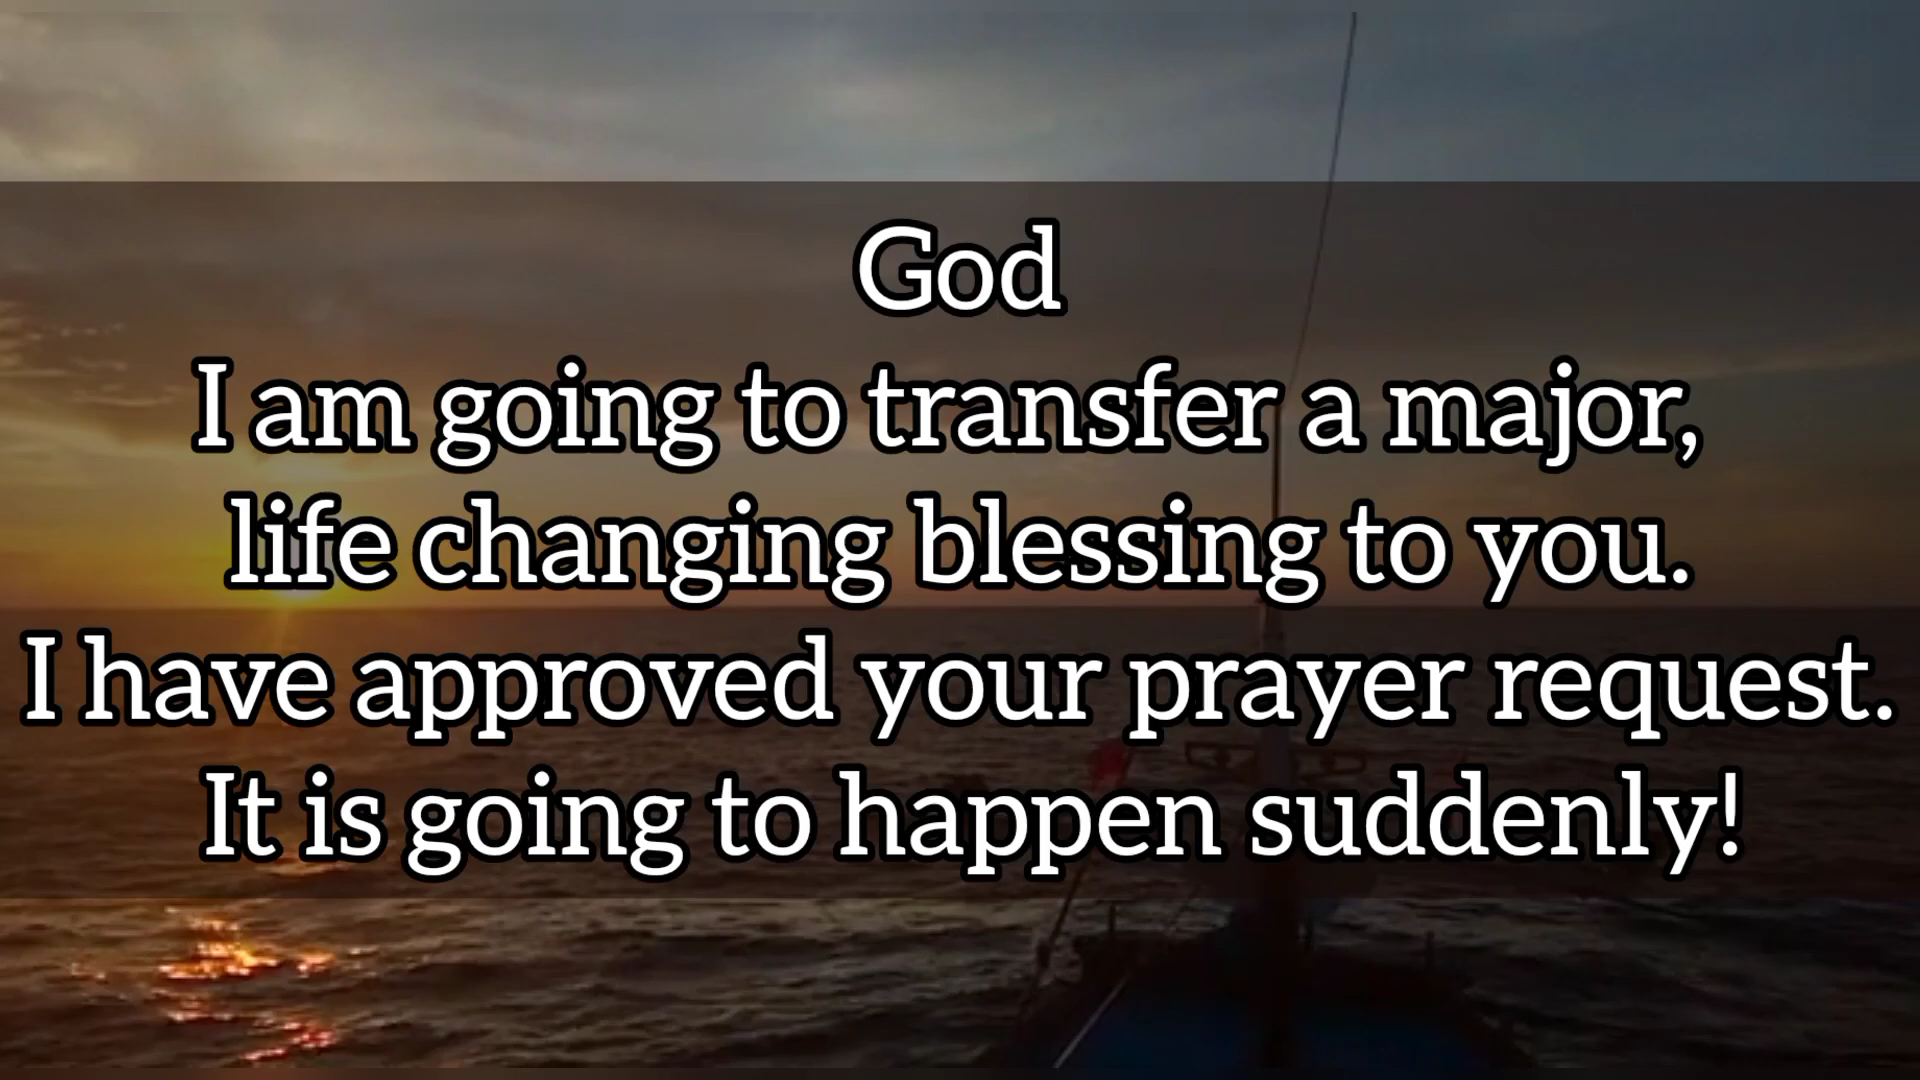 God
I am going to transfer a major,
life changing blessing to you.
I have approved your prayer request.
It is going to happen suddenly!